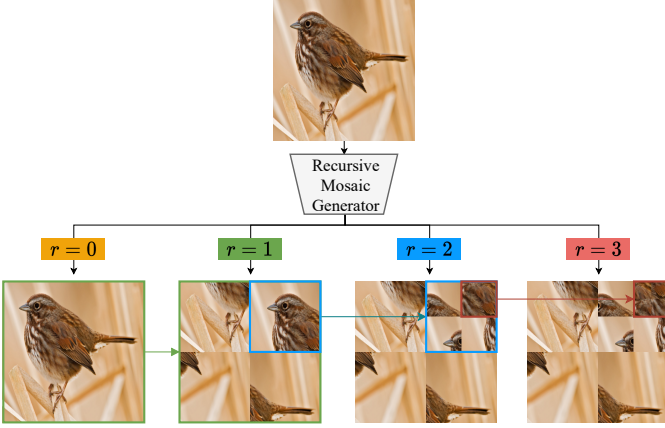 Recursive
Mosaic
Generator
r = 0
r = 1
r = 2
r = 3